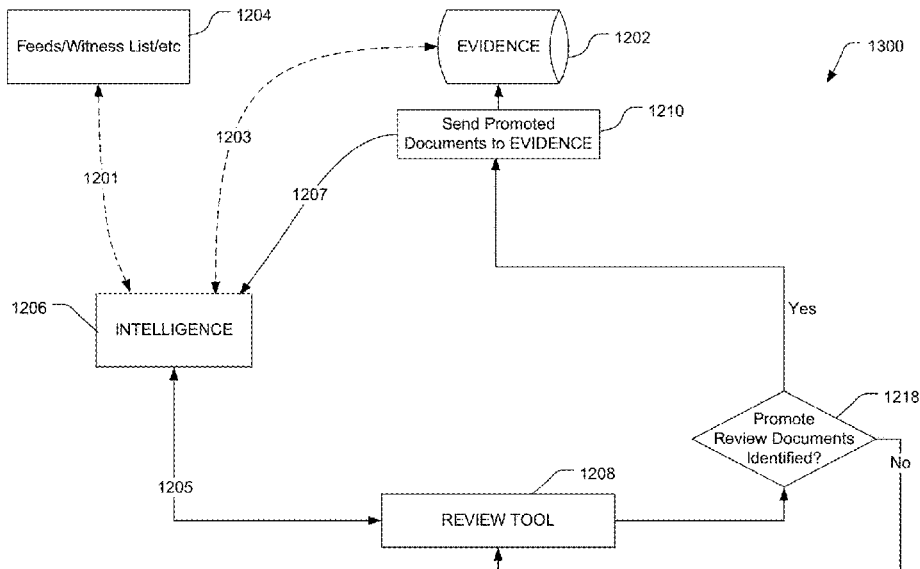 1204
Feeds/Witness List/etc
EVIDENCE
1202
1300
Send Promoted
Documents to EVIDENCE
1210
1203
1201
1207
1206
INTELLIGENCE
Yes
1218
Promote
Review Documents
Identified?
No
1205
1208
REVIEW TOOL